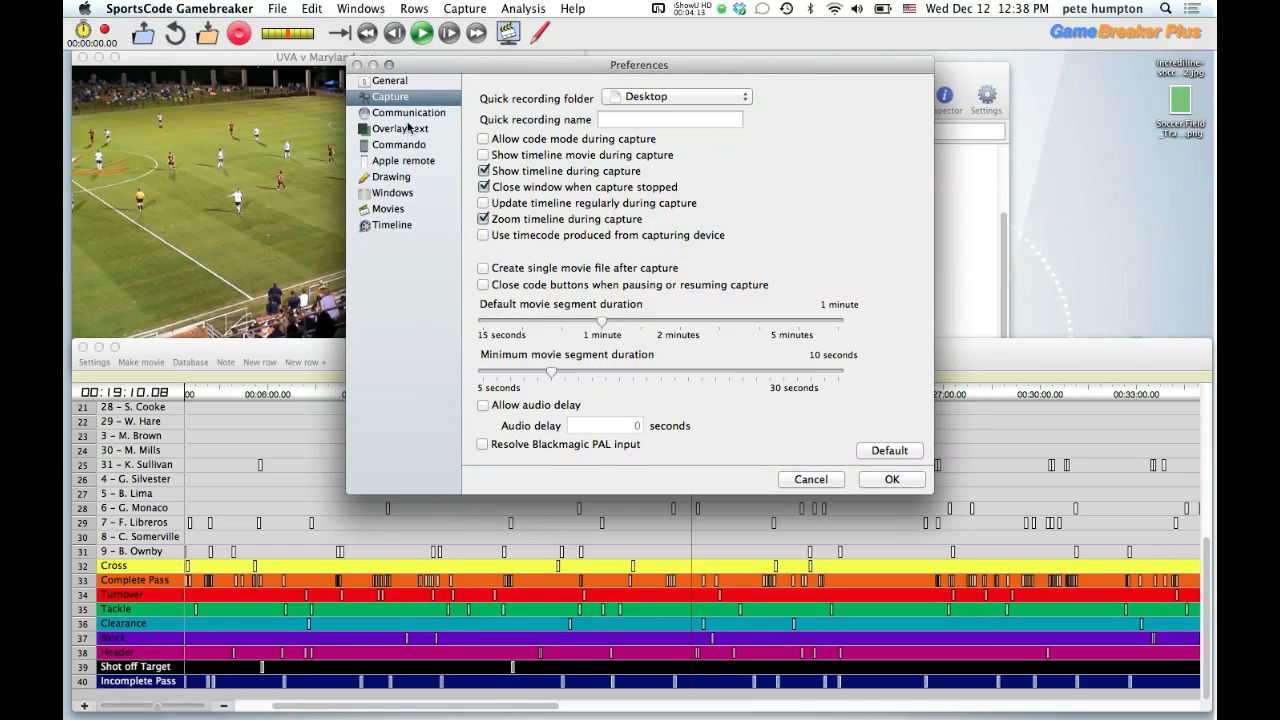 SportsCode Gamebreaker File Edit Windows Rows Capture Analysis Help iShowU HD 00:04:13 Wed Dec 12 12:38 PM pete humpton
00:00:00.00 GameBreaker Plus
UVA v Maryland.mov
Preferences
General
Capture
Communication
Overlay text
Commando
Apple remote
Drawing
Windows
Movies
Timeline
Quick recording folder Desktop
Quick recording name
Allow code mode during capture
Show timeline movie during capture
Show timeline during capture
Close window when capture stopped
Update timeline regularly during capture
Zoom timeline during capture
Use timecode produced from capturing device
Create single movie file after capture
Close code buttons when pausing or resuming capture
Default movie segment duration 1 minute
15 seconds 1 minute 2 minutes 5 minutes
Minimum movie segment duration 10 seconds
5 seconds 30 seconds
Allow audio delay
Audio delay 0 seconds
Resolve Blackmagic PAL input
Default
Cancel OK
Settings
Soccer.Field
_Tra...png
Settings Make movie Database Note New row New row +
00:19:10.08 00:06:00.00 00:30:00.00 00:33:00.00
21 28 - S. Cooke
22 29 - W. Hare
23 3 - M. Brown
24 30 - M. Mills
25 31 - K. Sullivan
26 4 - G. Silvester
27 5 - B. Lima
28 6 - G. Monaco
29 7 - F. Libreros
30 8 - C. Somerville
31 9 - B. Ownby
32 Cross
33 Complete Pass
34 Turnover
35 Tackle
36 Clearance
37 Block
38 Header
39 Shot off Target
40 Incomplete Pass